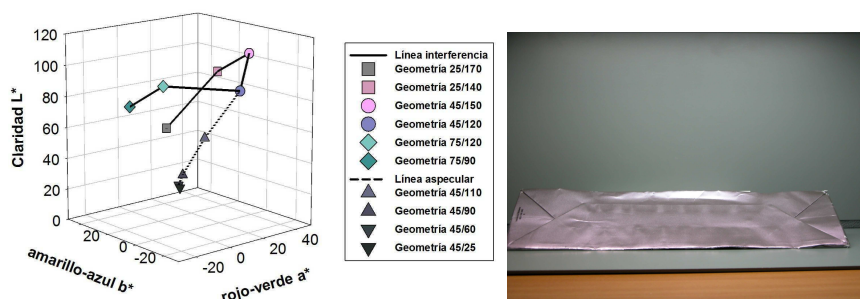 120
100
80
60
40
20
0
Claridad L*
20
0
-20
amarillo-azul b*
-20
0
20
40
rojo-verde a*
Línea interferencia
Geometría 25/170
Geometría 25/140
Geometría 45/150
Geometría 45/120
Geometría 75/120
Geometría 75/90
Línea aspecular
Geometría 45/110
Geometría 45/90
Geometría 45/60
Geometría 45/25